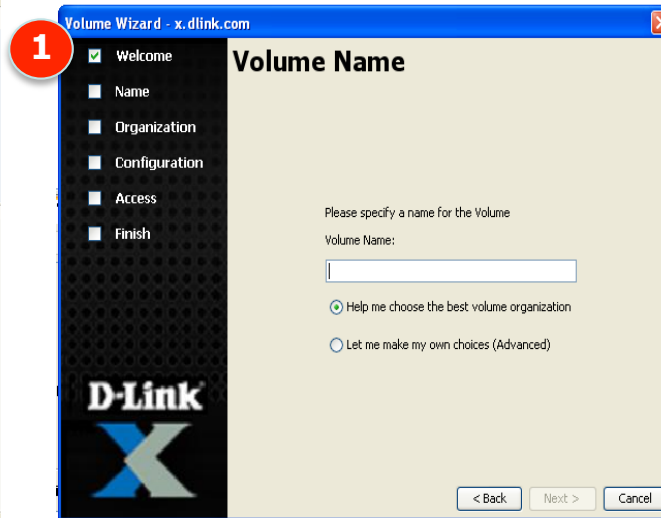 Volume Wizard - x.dlink.com
1
Welcome
Name
Organization
Configuration
Access
Finish
Volume Name
Please specify a name for the Volume
Volume Name:
Help me choose the best volume organization
Let me make my own choices (Advanced)
D-Link
X
< Back
Next >
Cancel